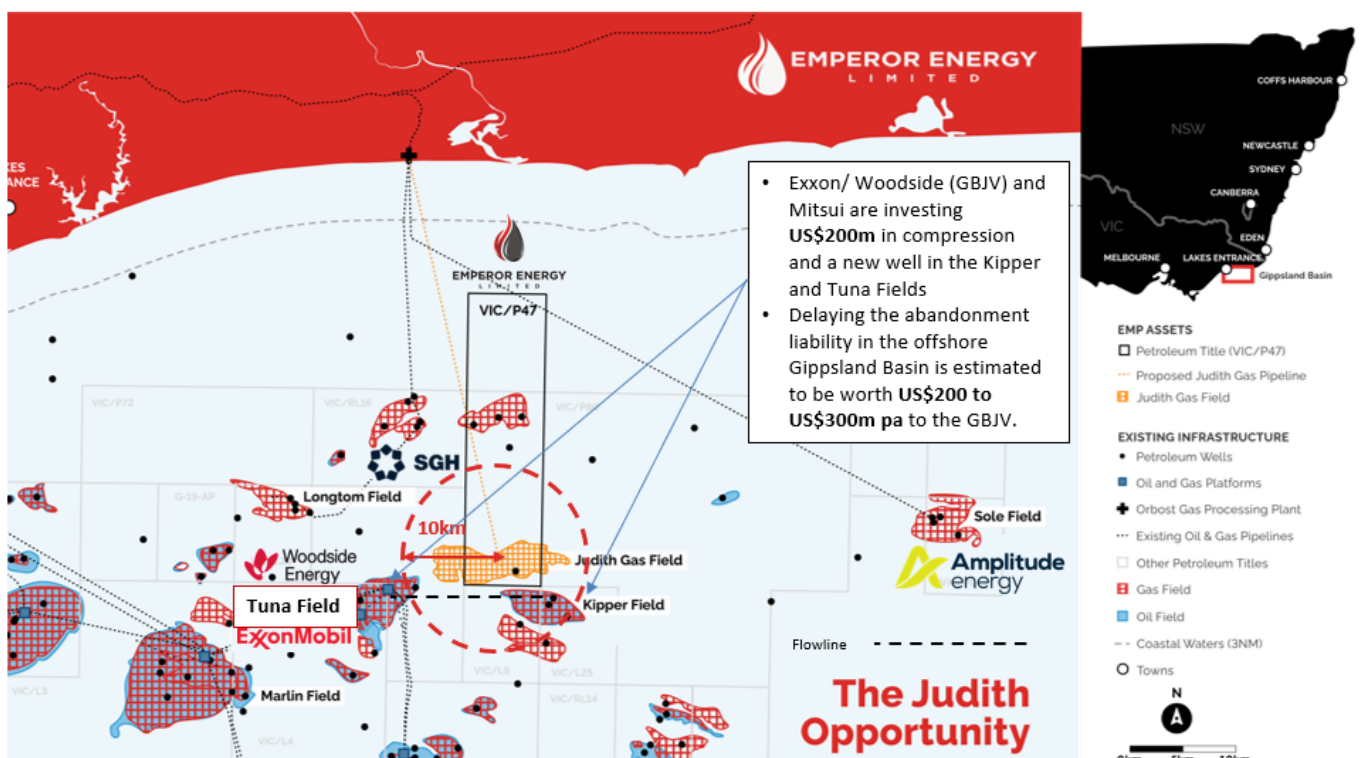 EMPEROR ENERGY
LIMITED
KES
ANCE
• Exxon/ Woodside (GBJV) and
Mitsui are investing
US$200m in compression
and a new well in the Kipper
and Tuna Fields
• Delaying the abandonment
liability in the offshore
Gippsland Basin is estimated
to be worth US$200 to
US$300m pa to the GBJV.
EMPEROR ENERGY
LIMITED
VIC/P47
VIC/P72
VIC/RL16
SGH
G-19-AP
Longtom Field
10km
Sole Field
Woodside
Energy
Judith Gas Field
Amplitude
energy
Tuna Field
Kipper Field
ExxonMobil
Flowline
VIC/L9
VIC/L25
VIC/L3
Marlin Field
VIC/RL14
The Judith
Opportunity
VIC/L4
COFFS HARBOUR
NSW
NEWCASTLE
SYDNEY
CANBERRA
VIC
EDEN
MELBOURNE
LAKES ENTRANCE
Gippsland Basin
EMP ASSETS
Petroleum Title (VIC/P47)
Proposed Judith Gas Pipeline
Judith Gas Field
EXISTING INFRASTRUCTURE
Petroleum Wells
Oil and Gas Platforms
Orbost Gas Processing Plant
Existing Oil & Gas Pipelines
Other Petroleum Titles
Gas Field
Oil Field
Coastal Waters (3NM)
Towns
N